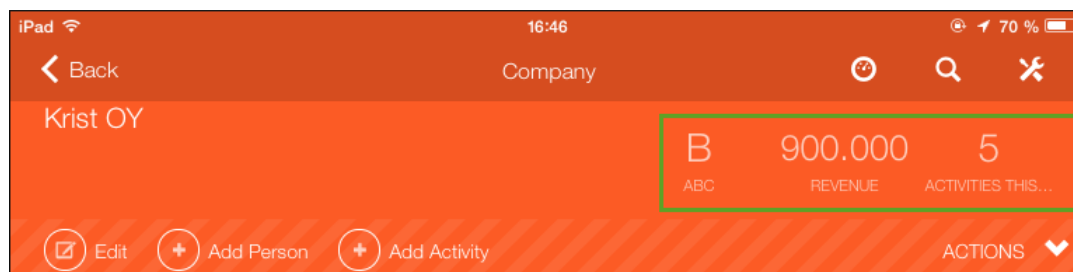 iPad 16:46 70 %
Back Company
Krist OY
B 900.000 5
ABC REVENUE ACTIVITIES THIS...
Edit + Add Person + Add Activity ACTIONS